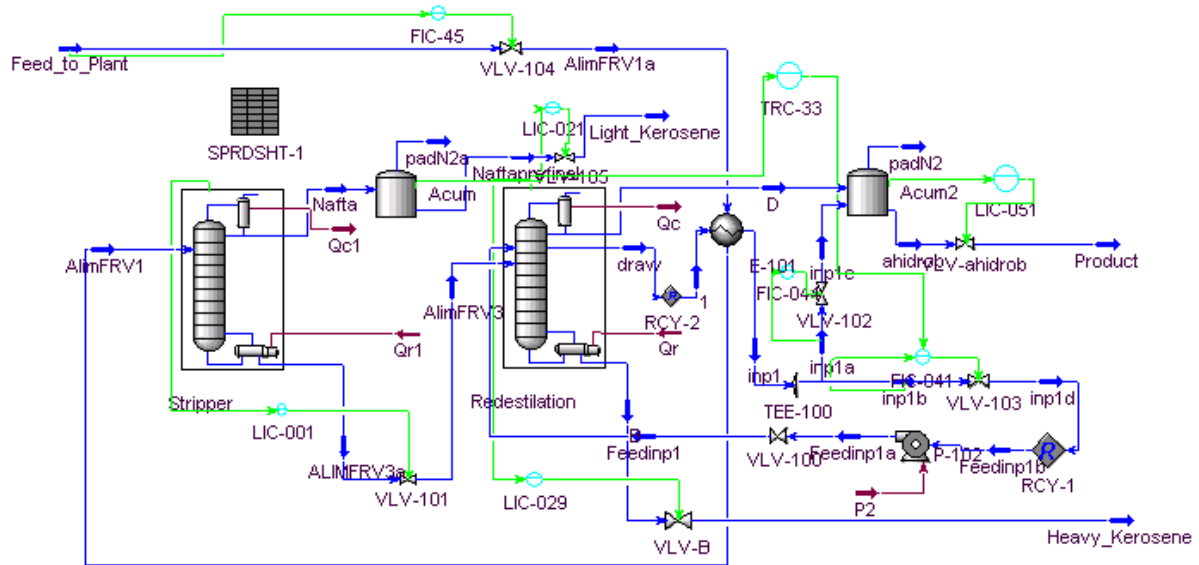 FIC-45
Feed_to_Plant
VLV-104
AlimFRV1a
TRC-33
SPRDSHT-1
LIC-021
Light_Kerosene
padN2a
Naftaprefinal
VLV-105
padN2
Nafta
Acum
Acum2
LIC-051
Qc1
Qc
D
AlimFRV1
draw
E-101
inp1c
ahidrob
VLV-ahidrob
Product
FIC-044
AlimFRV3
1
RCY-2
VLV-102
Qr1
Qr
inp1
inp1a
FIC-041
Stripper
Redestilation
TEE-100
inp1b
VLV-103
inp1d
LIC-001
B
Feedinp1
VLV-100
Feedinp1a
P-102
Feedinp1b
R
RCY-1
ALIMFRV3a
VLV-101
LIC-029
P2
VLV-B
Heavy_Kerosene